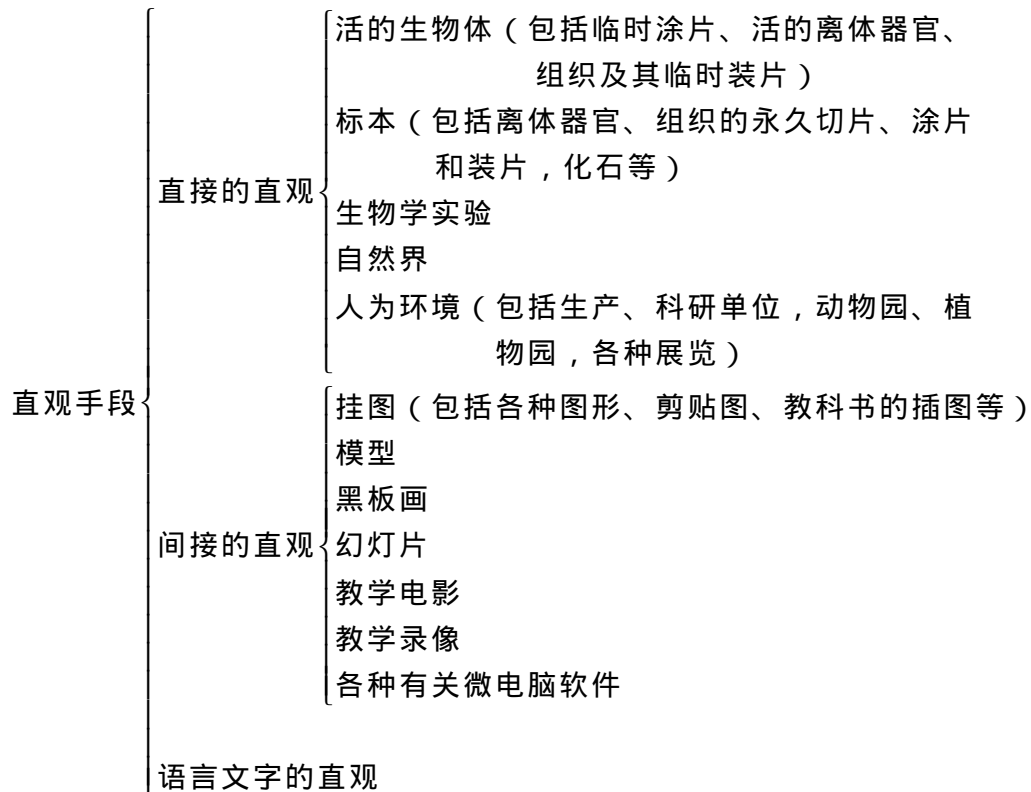 活的生物体（包括临时涂片、活的离体器官、
组织及其临时装片）
标本（包括离体器官、组织的永久切片、涂片
和装片，化石等）
直接的直观
生物学实验
自然界
人为环境（包括生产、科研单位，动物园、植
物园，各种展览）
直观手段
挂图（包括各种图形、剪贴图、教科书的插图等）
模型
黑板画
间接的直观
幻灯片
教学电影
教学录像
各种有关微电脑软件
语言文字的直观